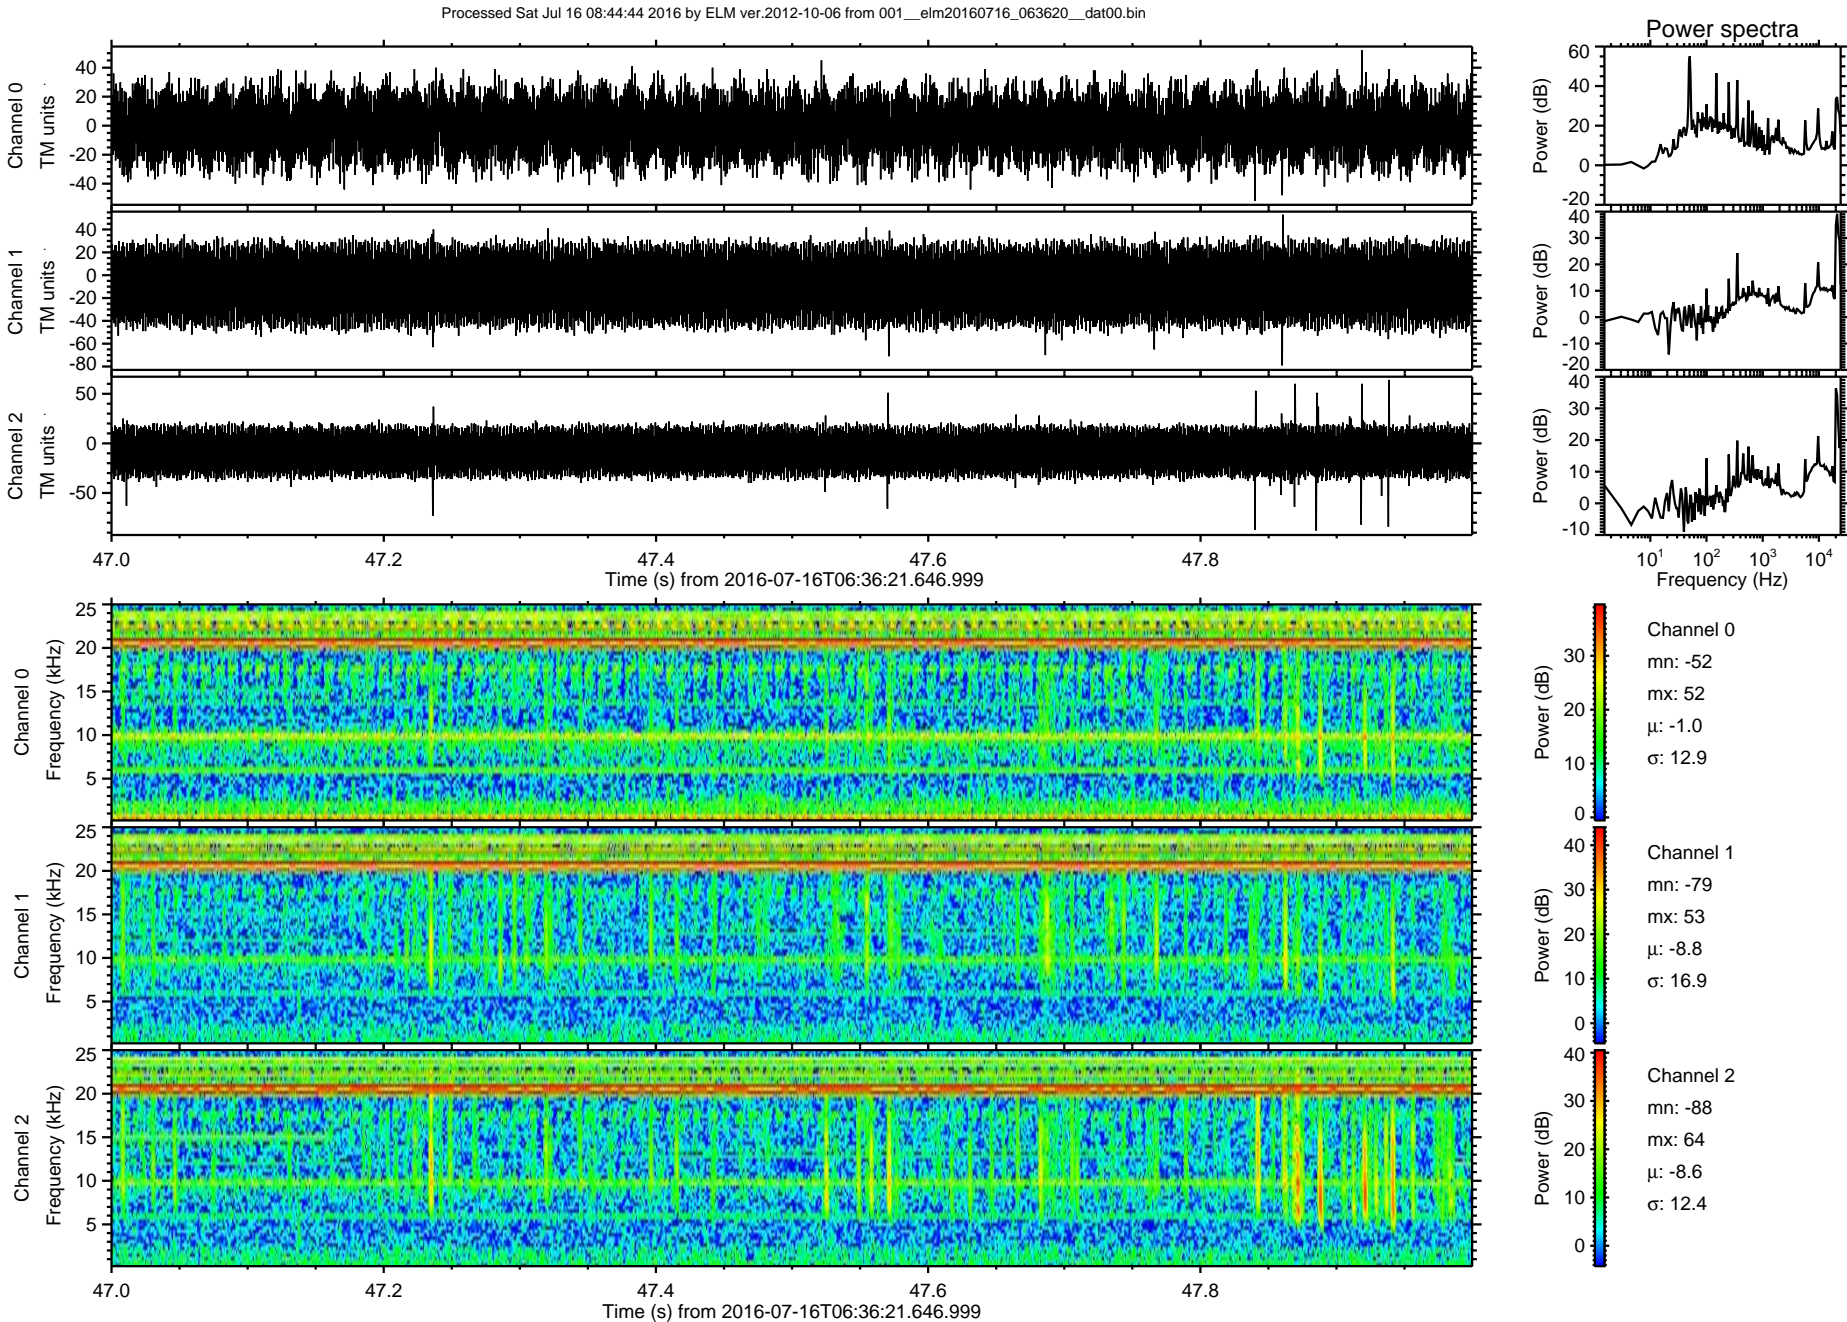 Processed Sat Jul 16 08:44:44 2016 by ELM ver.2012-10-06 from 001__elm20160716_063620__dat00.bin
Power spectra
Channel 0
TM units
40
20
0
-20
-40
Power (dB)
60
40
20
0
-20
Channel 1
TM units
40
20
0
-20
-40
-60
-80
Power (dB)
40
30
20
10
0
-10
-20
Channel 2
TM units
50
0
-50
Power (dB)
40
30
20
10
0
-10
47.0 47.2 47.4 47.6 47.8
Time (s) from 2016-07-16T06:36:21.646.999
10¹ 10² 10³ 10⁴
Frequency (Hz)
Channel 0
Frequency (kHz)
25
20
15
10
5
Power (dB)
30
20
10
0
Channel 0
mn: -52
mx: 52
μ: -1.0
σ: 12.9
Channel 1
Frequency (kHz)
25
20
15
10
5
Power (dB)
40
30
20
10
0
Channel 1
mn: -79
mx: 53
μ: -8.8
σ: 16.9
Channel 2
Frequency (kHz)
25
20
15
10
5
Power (dB)
40
30
20
10
0
Channel 2
mn: -88
mx: 64
μ: -8.6
σ: 12.4
47.0 47.2 47.4 47.6 47.8
Time (s) from 2016-07-16T06:36:21.646.999